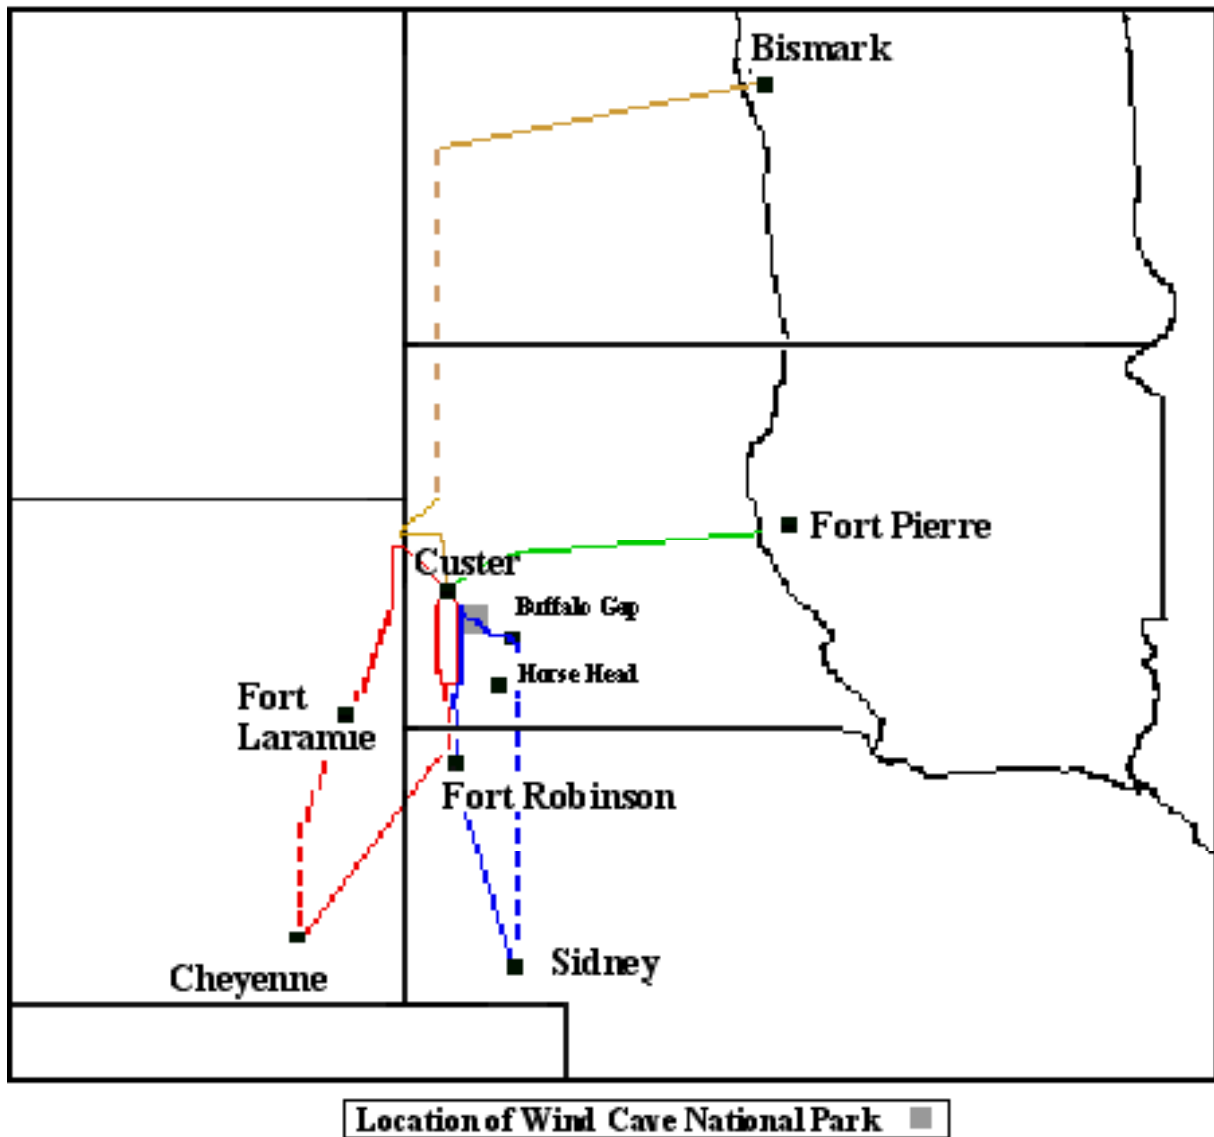 Bismark
Fort Pierre
Custer
Buffalo Gap
Horse Head
Fort
Laramie
Fort Robinson
Sidney
Cheyenne
Location of Wind Cave National Park